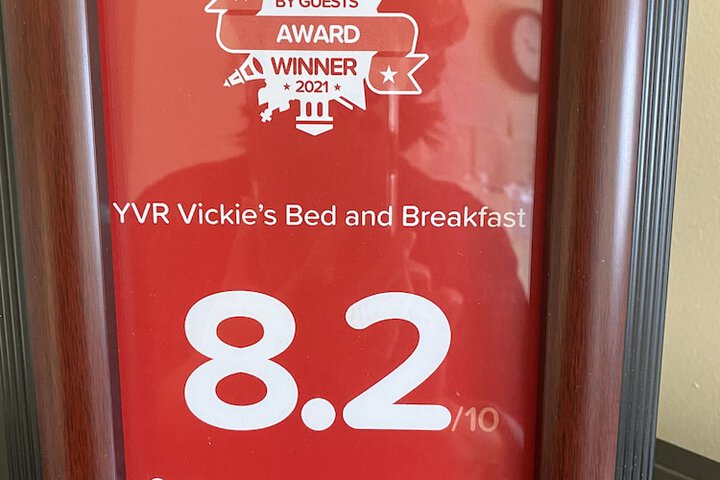 BY GUESTS
AWARD
WINNER
2021
YVR Vickie's Bed and Breakfast
8.2/10